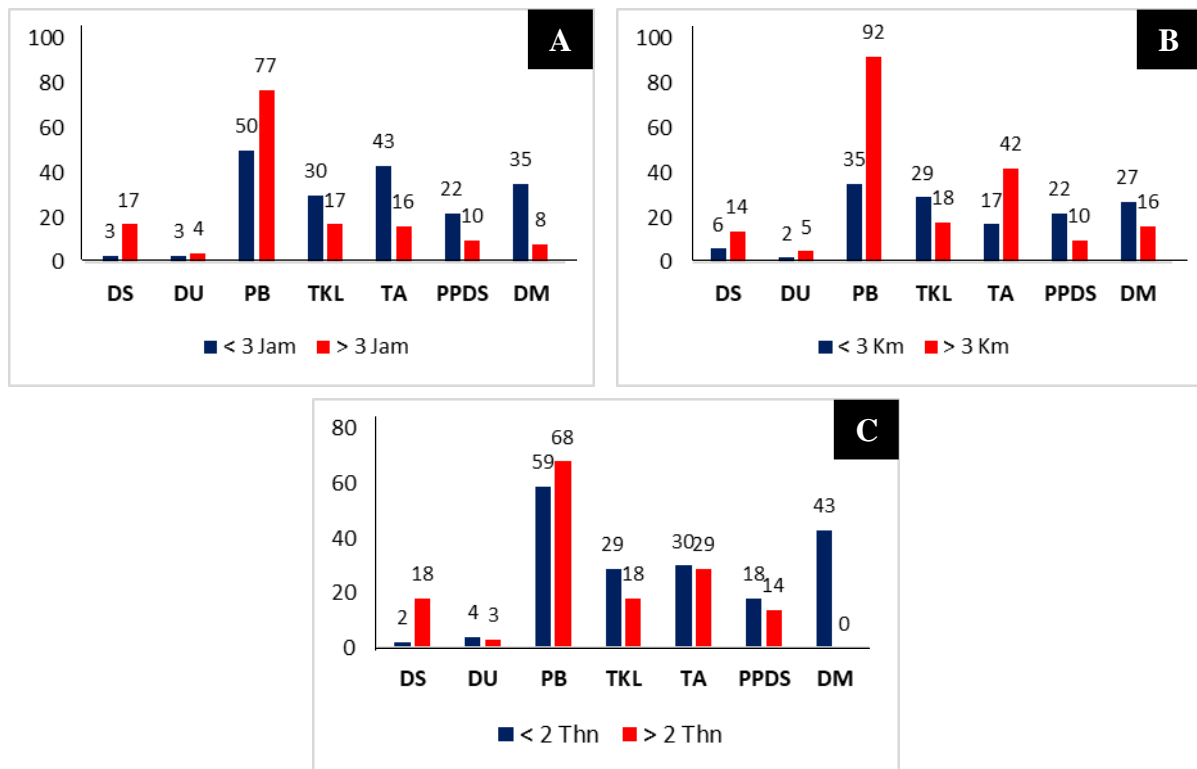 A
100
80
60
40
20
0
3 17 3 4 50 77 30 17 43 16 22 10 35 8
DS DU PB TKL TA PPDS DM
< 3 Jam > 3 Jam
B
100
80
60
40
20
0
6 14 2 5 35 92 29 18 17 42 22 10 27 16
DS DU PB TKL TA PPDS DM
< 3 Km > 3 Km
C
80
60
40
20
0
2 18 4 3 59 68 29 18 30 29 18 14 43 0
DS DU PB TKL TA PPDS DM
< 2 Thn > 2 Thn